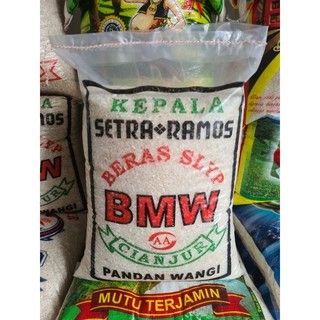 KEPALA
SETRA RAMOS
BERAS SLYP
BMW
AA
CIANJUR
PANDAN WANGI
MUTU TERJAMIN